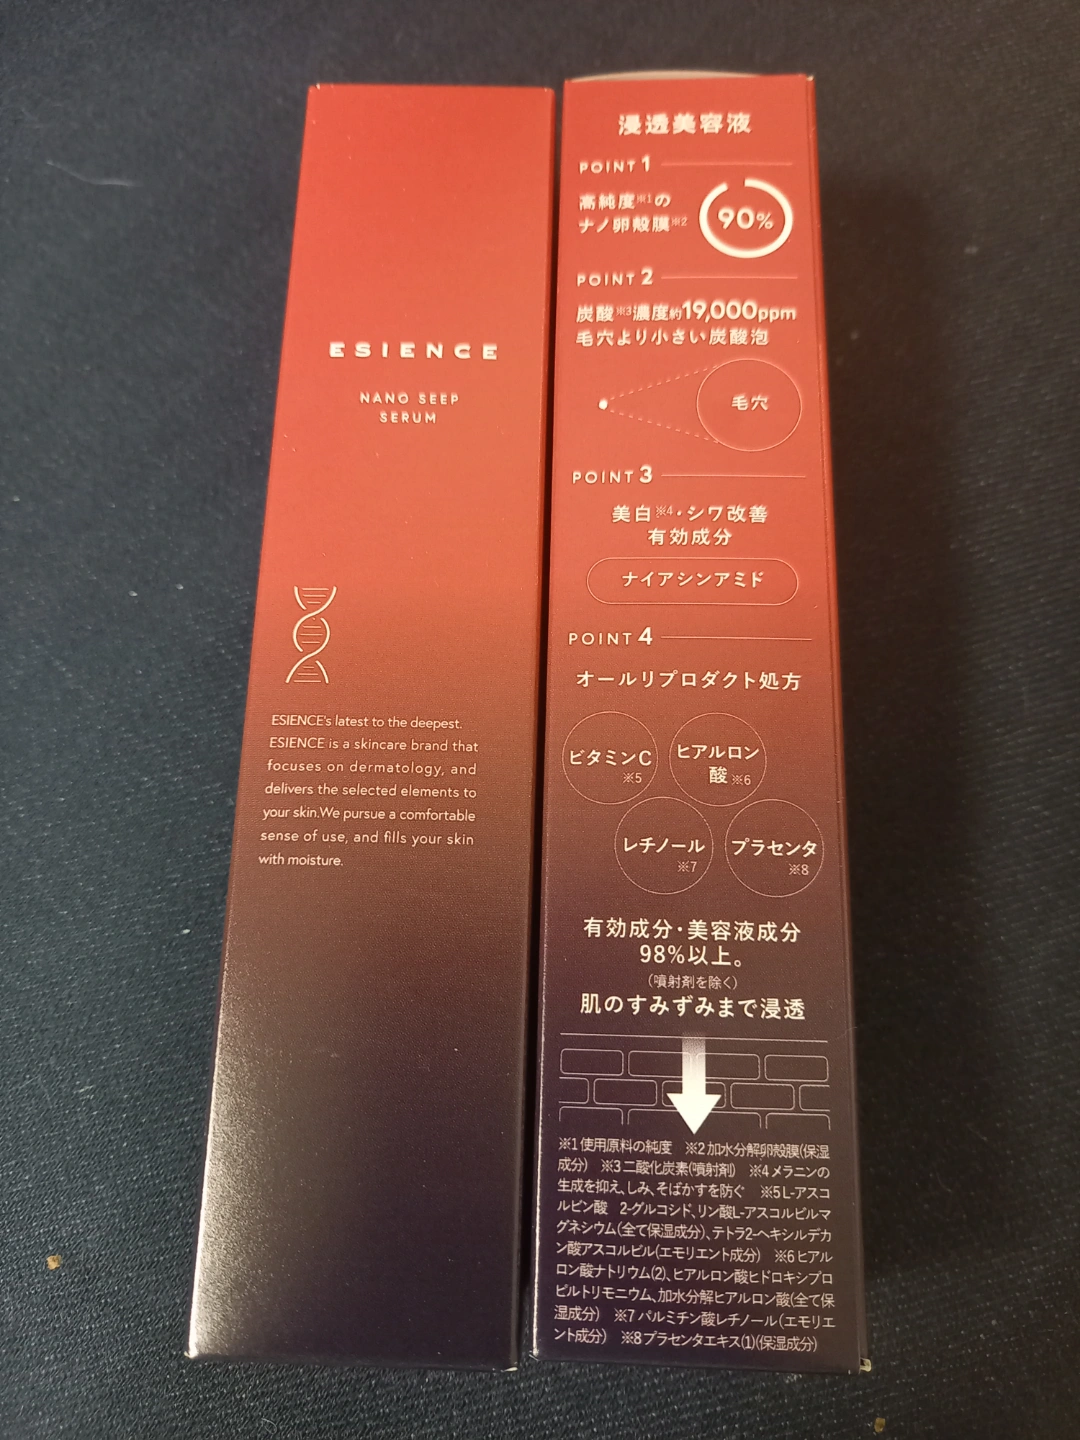 ESIENCE
NANO SEEP
SERUM
ESIENCE's latest to the deepest.
ESIENCE is a skincare brand that
focuses on dermatology, and
delivers the selected elements to
your skin.We pursue a comfortable
sense of use, and fills your skin
with moisture.
浸透美容液
POINT 1
高純度※1の
ナノ卵殻膜※2
90%
POINT 2
炭酸※3濃度約19,000ppm
毛穴より小さい炭酸泡
毛穴
POINT 3
美白※4・シワ改善
有効成分
ナイアシンアミド
POINT 4
オールリプロダクト処方
ビタミンC
※5
ヒアルロン
酸※6
レチノール
※7
プラセンタ
※8
有効成分・美容液成分
98%以上。
(噴射剤を除く)
肌のすみずみまで浸透
※1 使用原料の純度 ※2 加水分解卵殻膜(保湿
成分) ※3 二酸化炭素(噴射剤) ※4 メラニンの
生成を抑え、しみ、そばかすを防ぐ ※5 L-アスコ
ルビン酸 2-グルコシド、リン酸L-アスコルビルマ
グネシウム(全て保湿成分)、テトラ2-ヘキシルデカ
ン酸アスコルビル(エモリエント成分) ※6 ヒアル
ロン酸ナトリウム(2)、ヒアルロン酸ヒドロキシプロ
ピルトリモニウム、加水分解ヒアルロン酸(全て保
湿成分) ※7 パルミチン酸レチノール(エモリエ
ント成分) ※8 プラセンタエキス(1)(保湿成分)